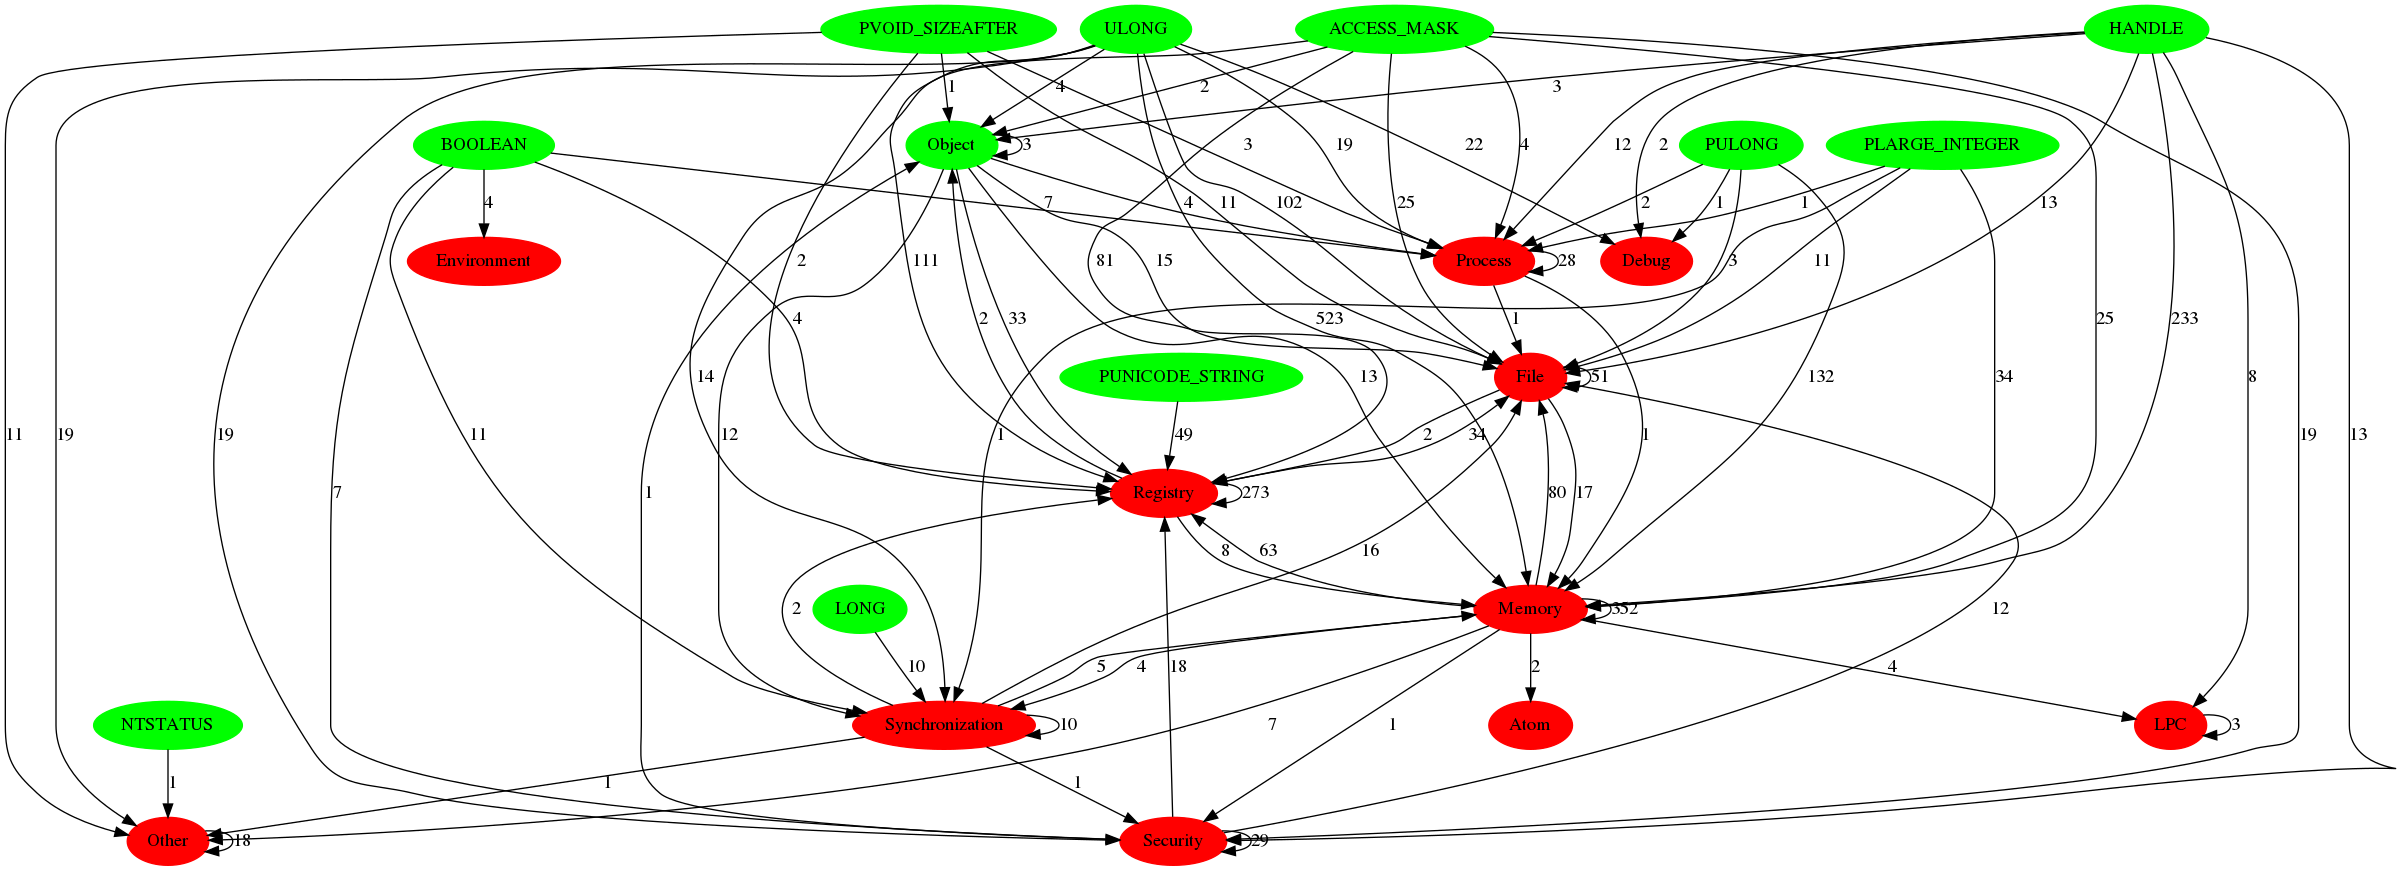 PVOID_SIZEAFTER ULONG ACCESS_MASK HANDLE
1 4 2 3
BOOLEAN Object 3 3 19 4 12 2 PULONG PLARGE_INTEGER
22
4 7 11 4 102 25 2 1 1 13
Environment 2 81 15 Process 28 Debug 3 11
4 2 33 523 1 25 233
14 PUNICODE_STRING 13 File 51 132 34 8
11 19 19 11 12 1 49 2 34 19 13
7 1 Registry 273 80 17
8 63 16
2 LONG Memory 352 12
10 5 4 18 2 4
NTSTATUS Synchronization 10 7 1 Atom LPC 3
1 1 1
Other 18 Security 29